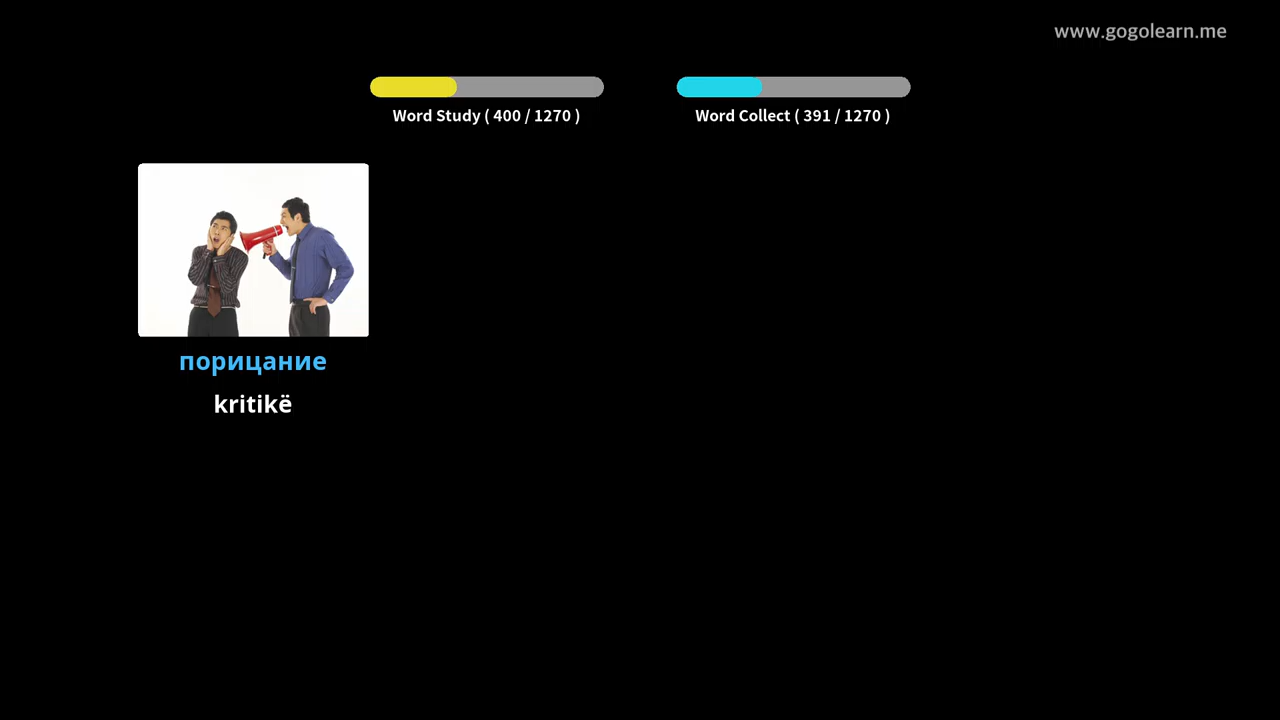 www.gogolearn.me
Word Study ( 400 / 1270 )
Word Collect ( 391 / 1270 )
порицание
kritikë